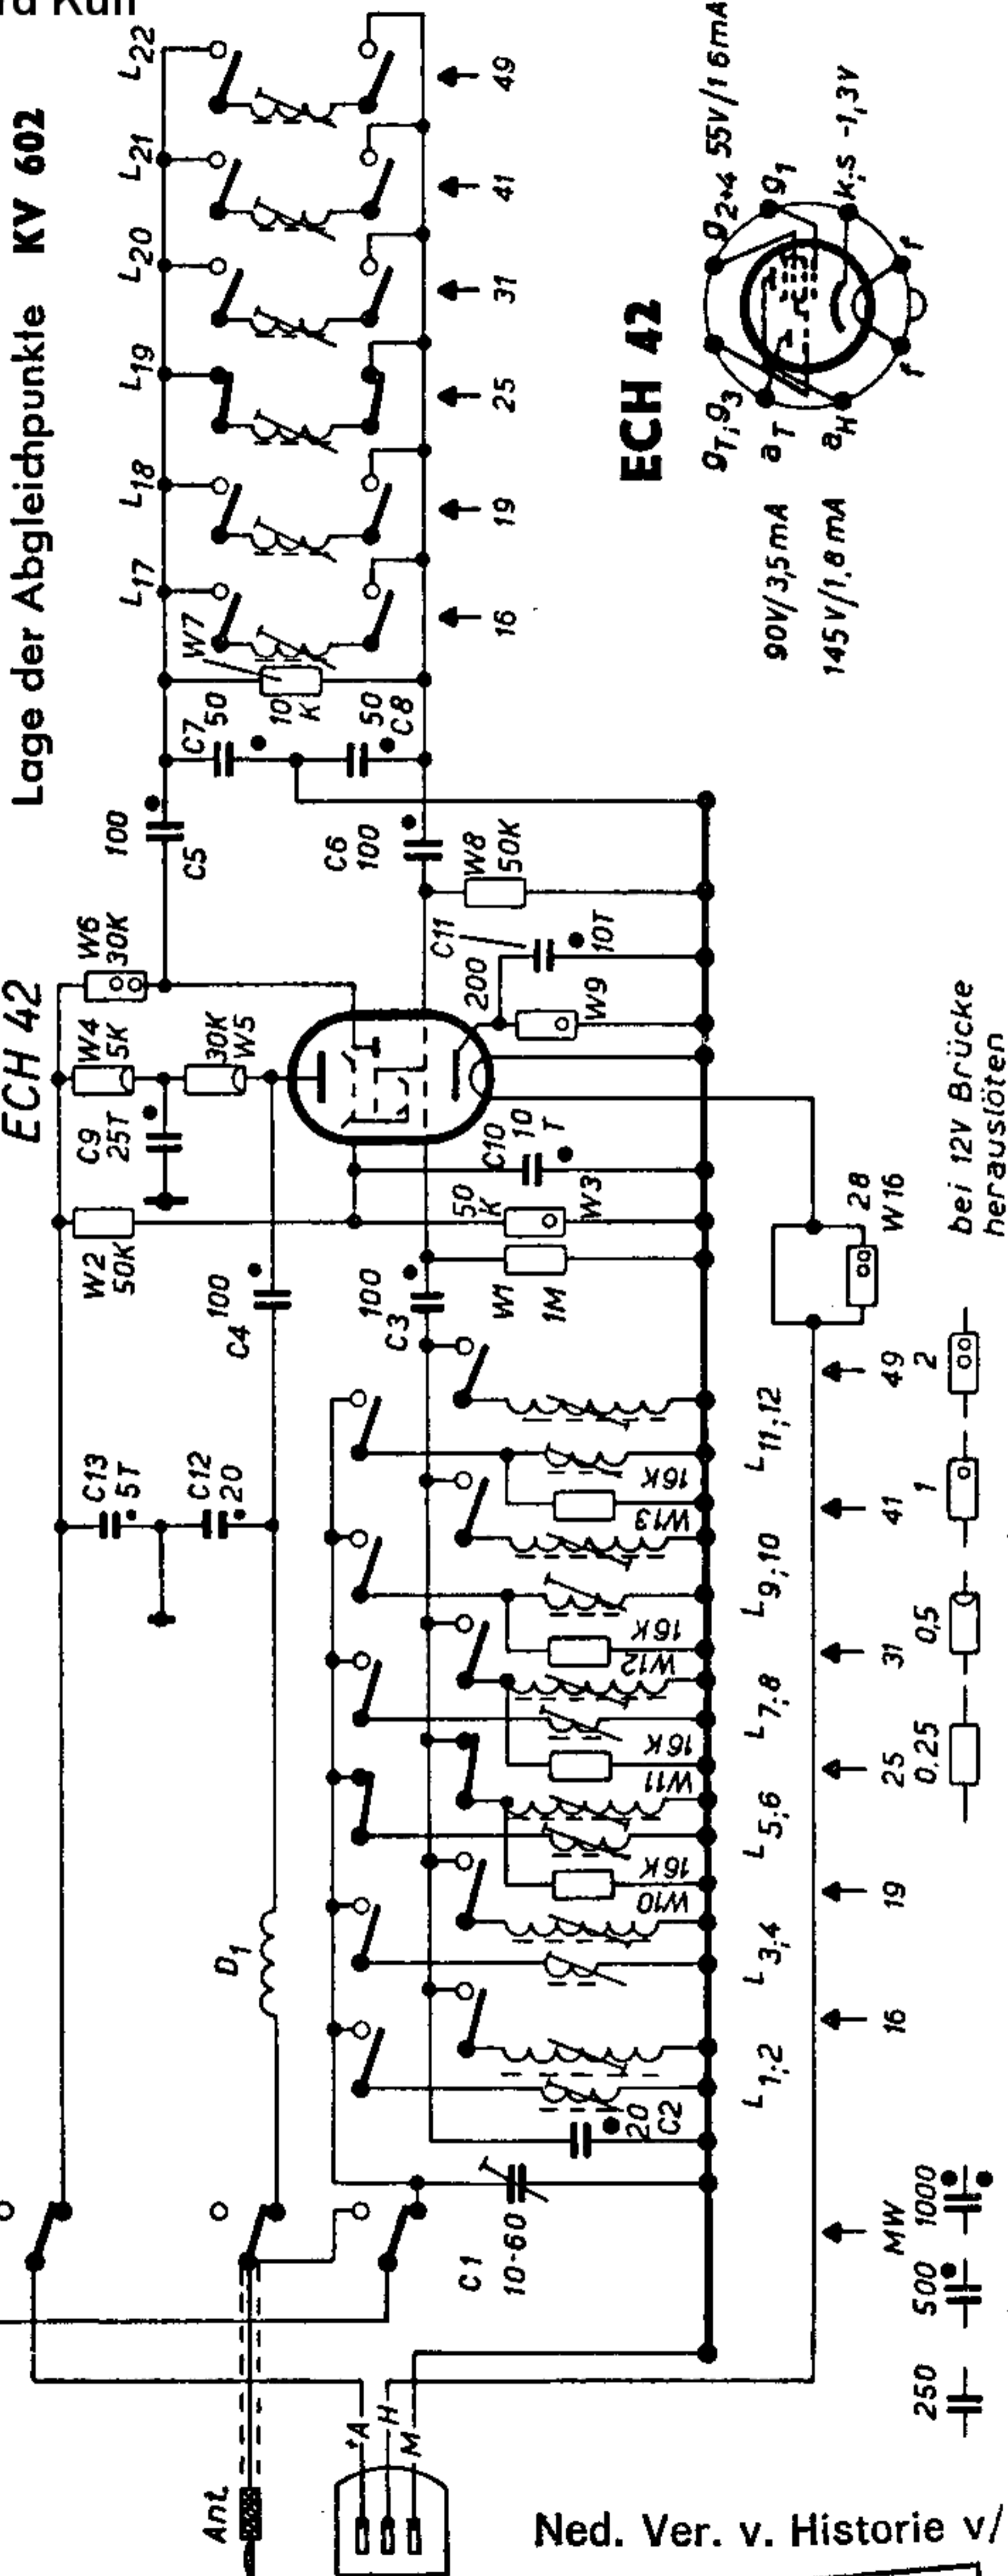 rd Kull
Lage der Abgleichpunkte KV 602
ECH 42
L22
L21
L20
L19
L18
L17
49
41
31
25
19
16
W7
10
K
C7
50
50
C8
100
C5
C6
100
W8
50K
C11
10T
200
W9
W6
30K
W4
5K
30K
W5
C9
25T
C10
10
T
50
K
W3
W2
50K
100
C4
100
C3
W1
1M
C13
5T
C12
20
D1
28
W16
bei 12V Brücke
herauslöten
16K
W13
16K
W12
16K
W11
16K
W10
L11;12
L9;10
L7;8
L5;6
L3;4
L1;2
20
C2
C1
10-60
49
41
31
25
19
16
MW
2
1
0,5
0,25
1000
500
250
Ant.
+A
H
M
ECH 42
g2+4 55V/1 6mA
g1
k;s -1,3V
f
f
gT;g3
aT
aH
90V/3,5mA
145V/1,8mA
Ned. Ver. v. Historie v/